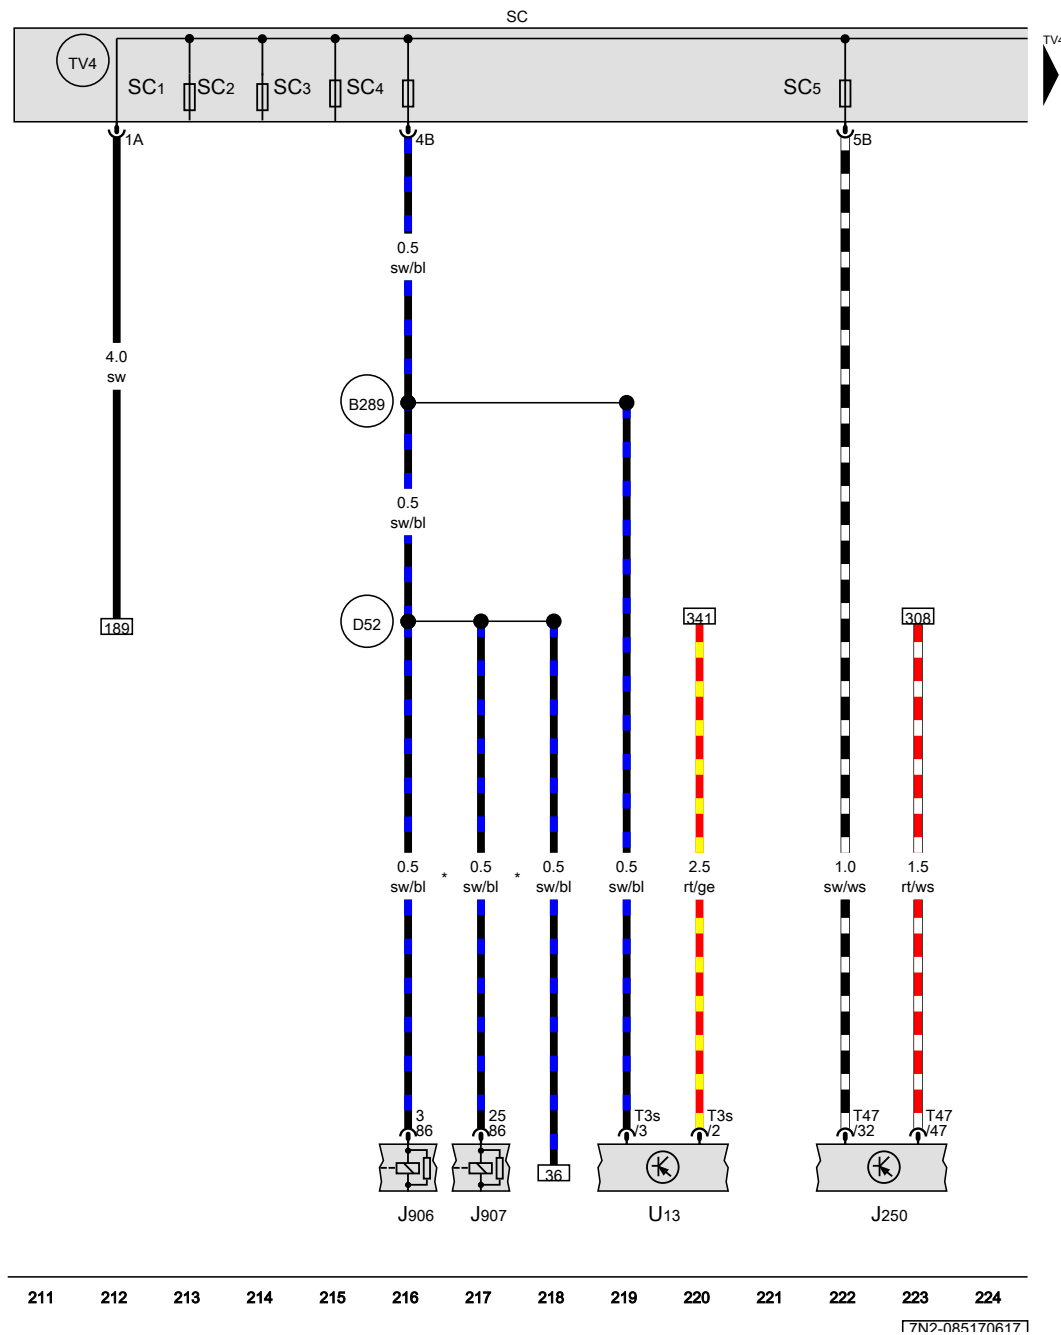 SC
TV4
TV4
SC1
SC2
SC3
SC4
SC5
1A
4B
5B
0.5
sw/bl
4.0
sw
B289
0.5
sw/bl
D52
189
341
308
0.5
sw/bl
*
0.5
sw/bl
*
0.5
sw/bl
0.5
sw/bl
2.5
rt/ge
1.0
sw/ws
1.5
rt/ws
3
86
25
86
T3s
/3
T3s
/2
T47
/32
T47
/47
36
J906
J907
U13
J250
211 212 213 214 215 216 217 218 219 220 221 222 223 224
7N2-085170617